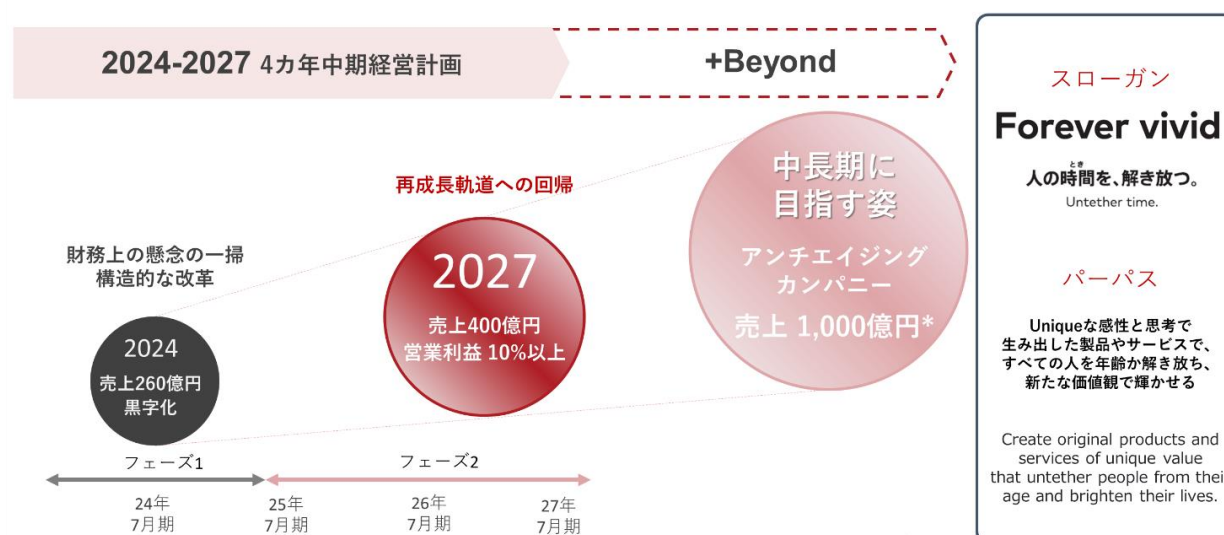 2024-2027 4カ年中期経営計画
+Beyond
財務上の懸念の一掃
構造的な改革
2024
売上260億円
黒字化
再成長軌道への回帰
2027
売上400億円
営業利益 10%以上
中長期に
目指す姿
アンチエイジング
カンパニー
売上 1,000億円*
フェーズ1
フェーズ2
24年
7月期
25年
7月期
26年
7月期
27年
7月期
スローガン
Forever vivid
とき
人の時間を、解き放つ。
Untether time.
パーパス
Uniqueな感性と思考で
生み出した製品やサービスで、
すべての人を年齢か解き放ち、
新たな価値観で輝かせる
Create original products and
services of unique value
that untether people from thei
age and brighten their lives.